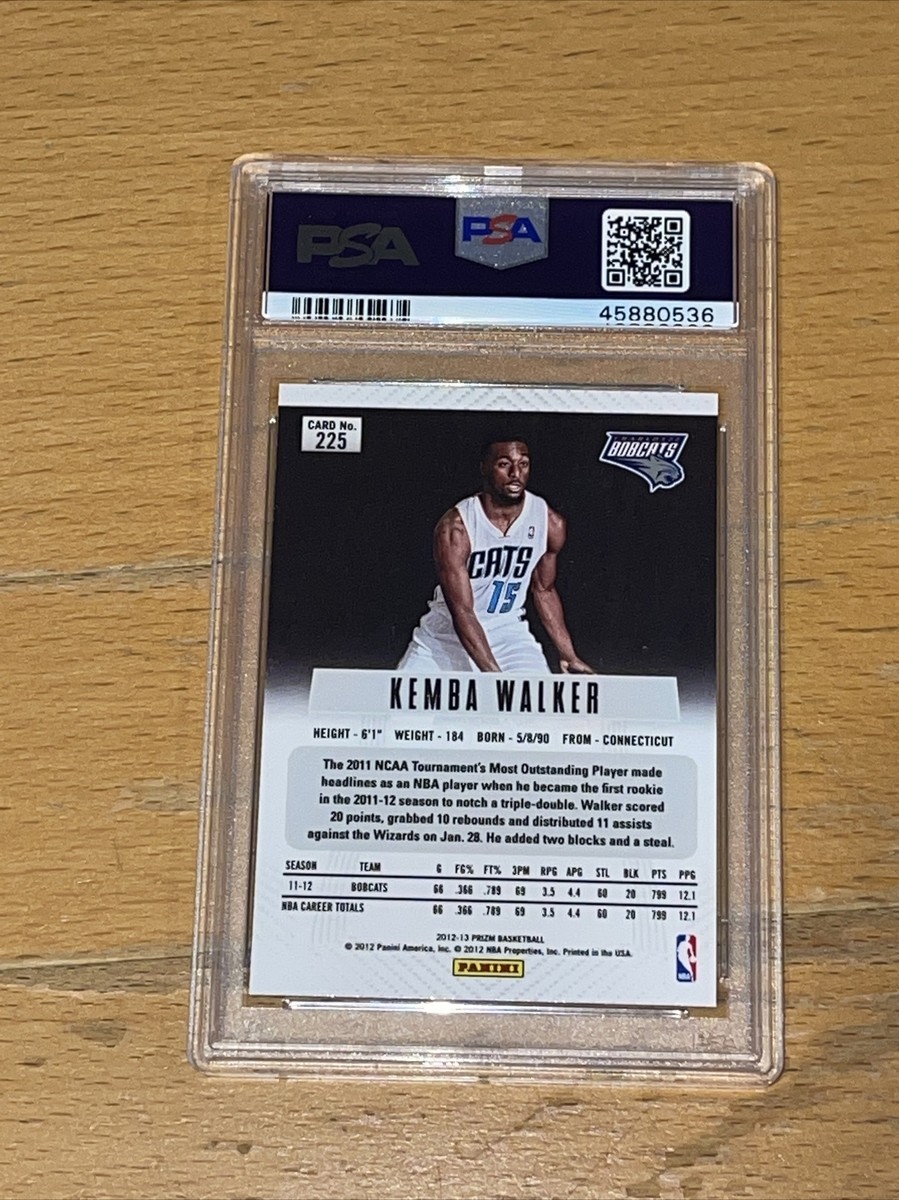 PSA
PSA
45880536
CARD No.
225
CHARLOTTE
BOBCATS
CATS
15
KEMBA WALKER
HEIGHT - 6'1" WEIGHT - 184 BORN - 5/8/90 FROM - CONNECTICUT
The 2011 NCAA Tournament's Most Outstanding Player made
headlines as an NBA player when he became the first rookie
in the 2011-12 season to notch a triple-double. Walker scored
20 points, grabbed 10 rebounds and distributed 11 assists
against the Wizards on Jan. 28. He added two blocks and a steal.
SEASON TEAM G FG% FT% 3PM RPG APG STL BLK PTS PPG
11-12 BOBCATS 66 .366 .789 69 3.5 4.4 60 20 799 12.1
NBA CAREER TOTALS 66 .366 .789 69 3.5 4.4 60 20 799 12.1
2012-13 PRIZM BASKETBALL
© 2012 Panini America, Inc. © 2012 NBA Properties, Inc. Printed in the USA.
PANINI
NBA